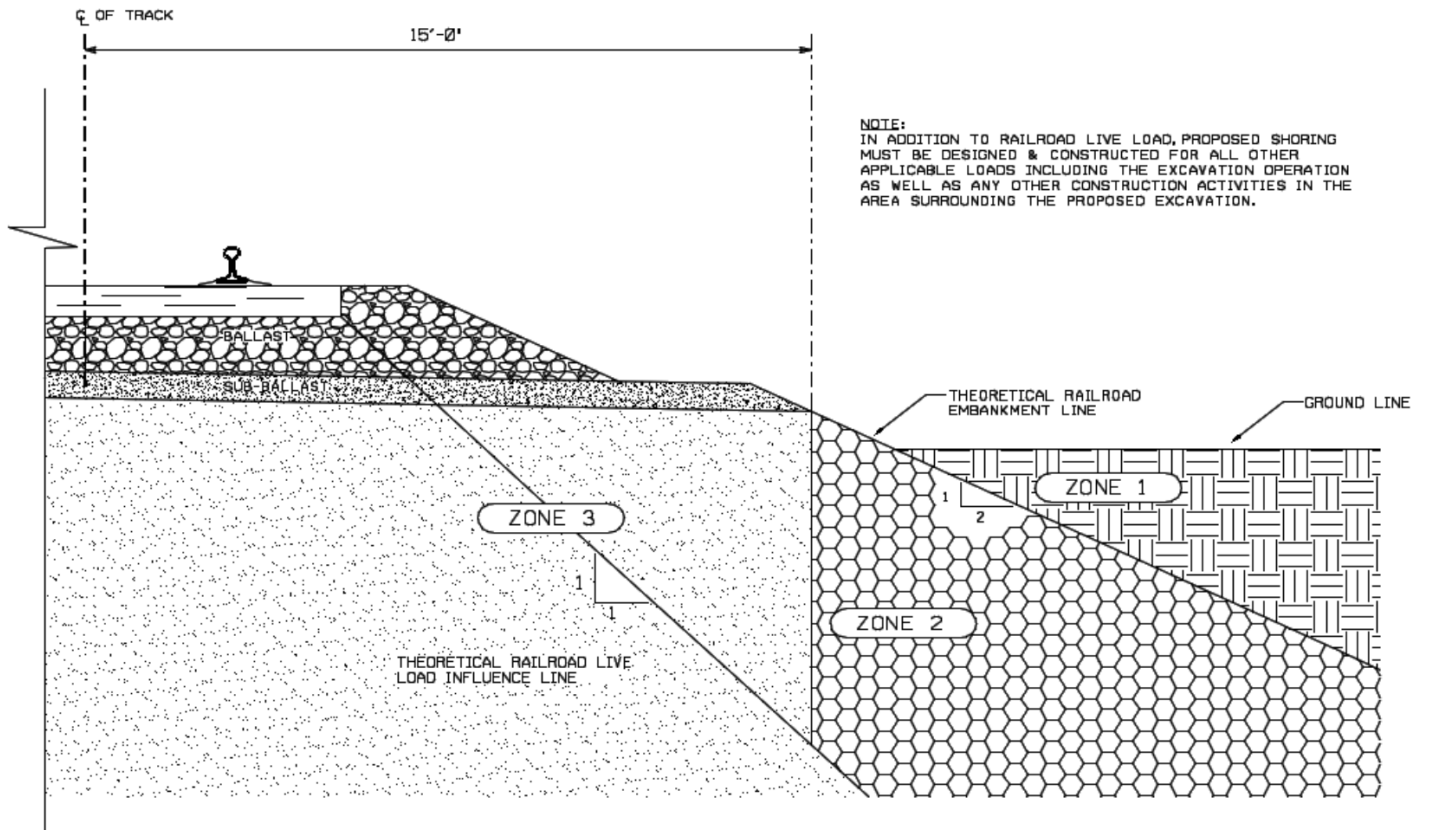 ℄ OF TRACK
15'-0"
NOTE:
IN ADDITION TO RAILROAD LIVE LOAD, PROPOSED SHORING
MUST BE DESIGNED & CONSTRUCTED FOR ALL OTHER
APPLICABLE LOADS INCLUDING THE EXCAVATION OPERATION
AS WELL AS ANY OTHER CONSTRUCTION ACTIVITIES IN THE
AREA SURROUNDING THE PROPOSED EXCAVATION.
BALLAST
SUB-BALLAST
THEORETICAL RAILROAD
EMBANKMENT LINE
GROUND LINE
ZONE 1
1
2
ZONE 3
1
1
ZONE 2
THEORETICAL RAILROAD LIVE
LOAD INFLUENCE LINE